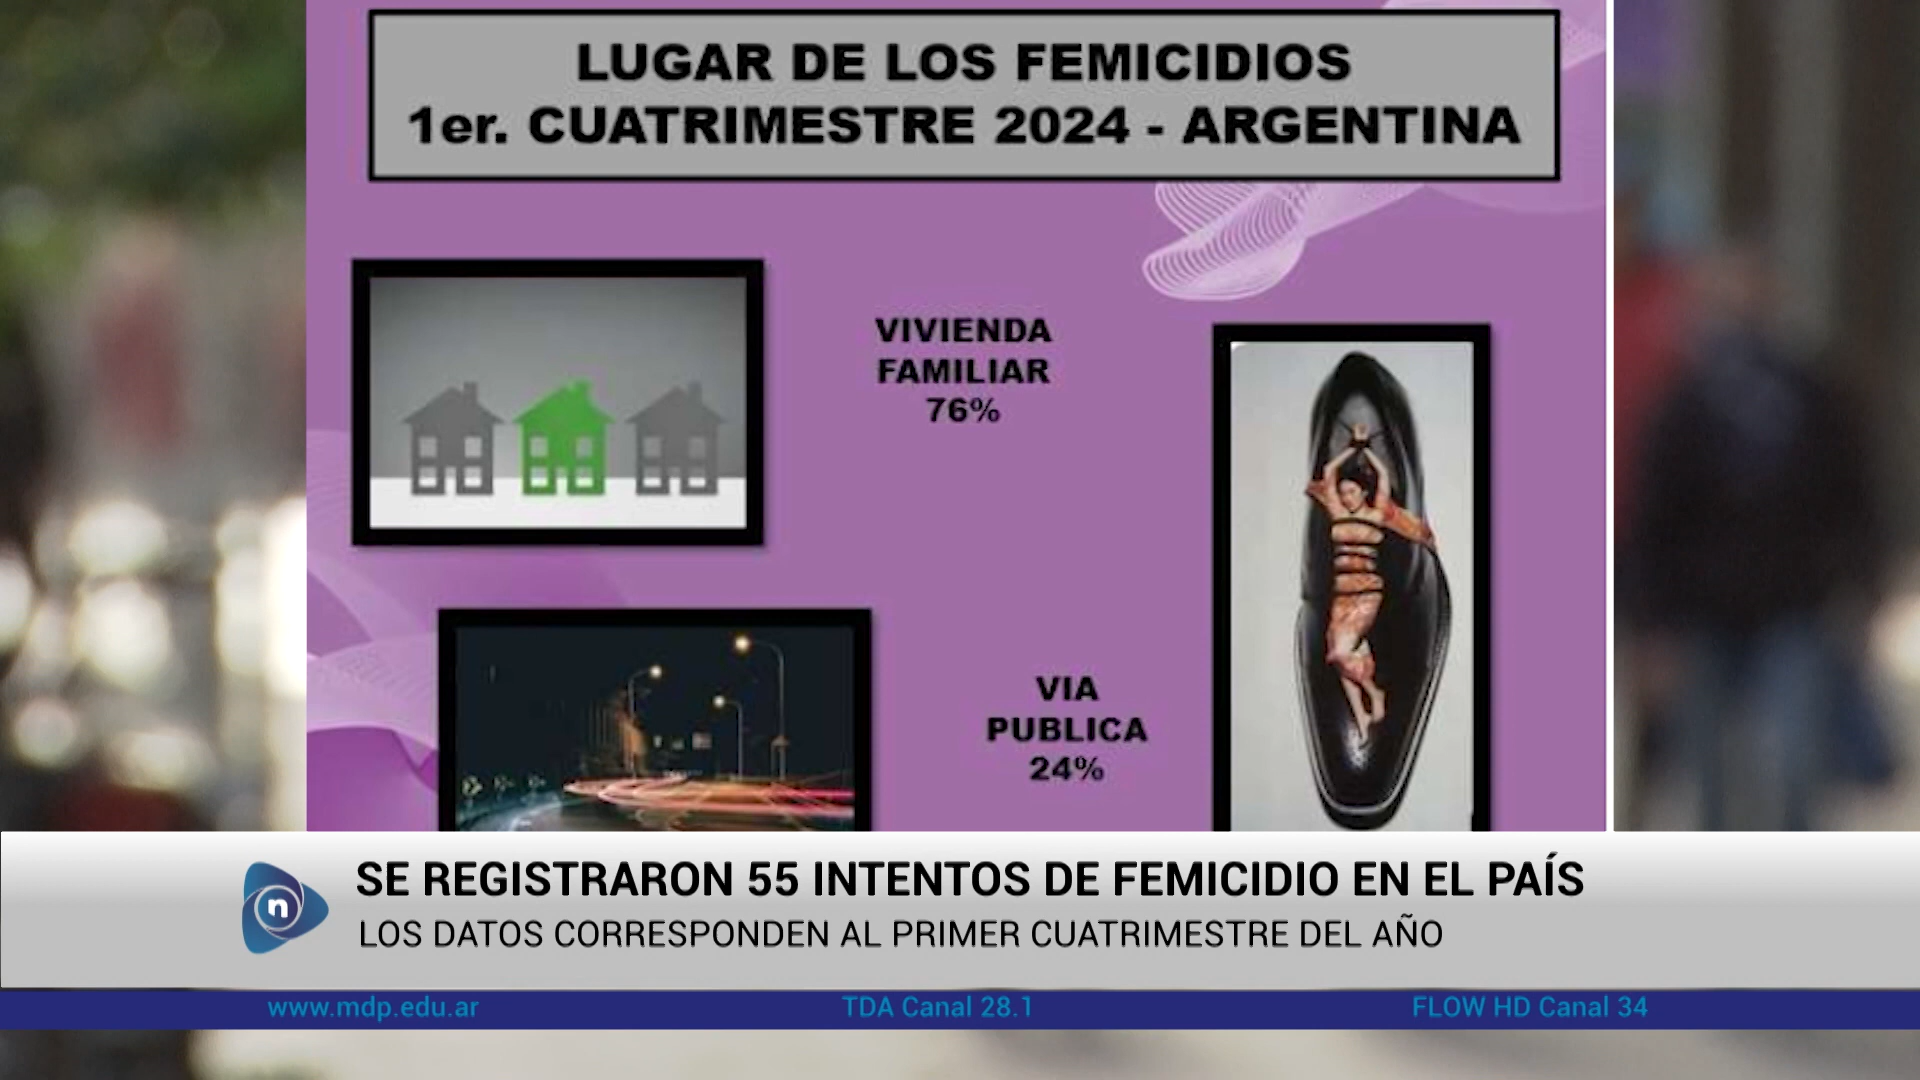 LUGAR DE LOS FEMICIDIOS
1er. CUATRIMESTRE 2024 - ARGENTINA
VIVIENDA
FAMILIAR
76%
VIA
PUBLICA
24%
n
SE REGISTRARON 55 INTENTOS DE FEMICIDIO EN EL PAÍS
LOS DATOS CORRESPONDEN AL PRIMER CUATRIMESTRE DEL AÑO
www.mdp.edu.ar
TDA Canal 28.1
FLOW HD Canal 34